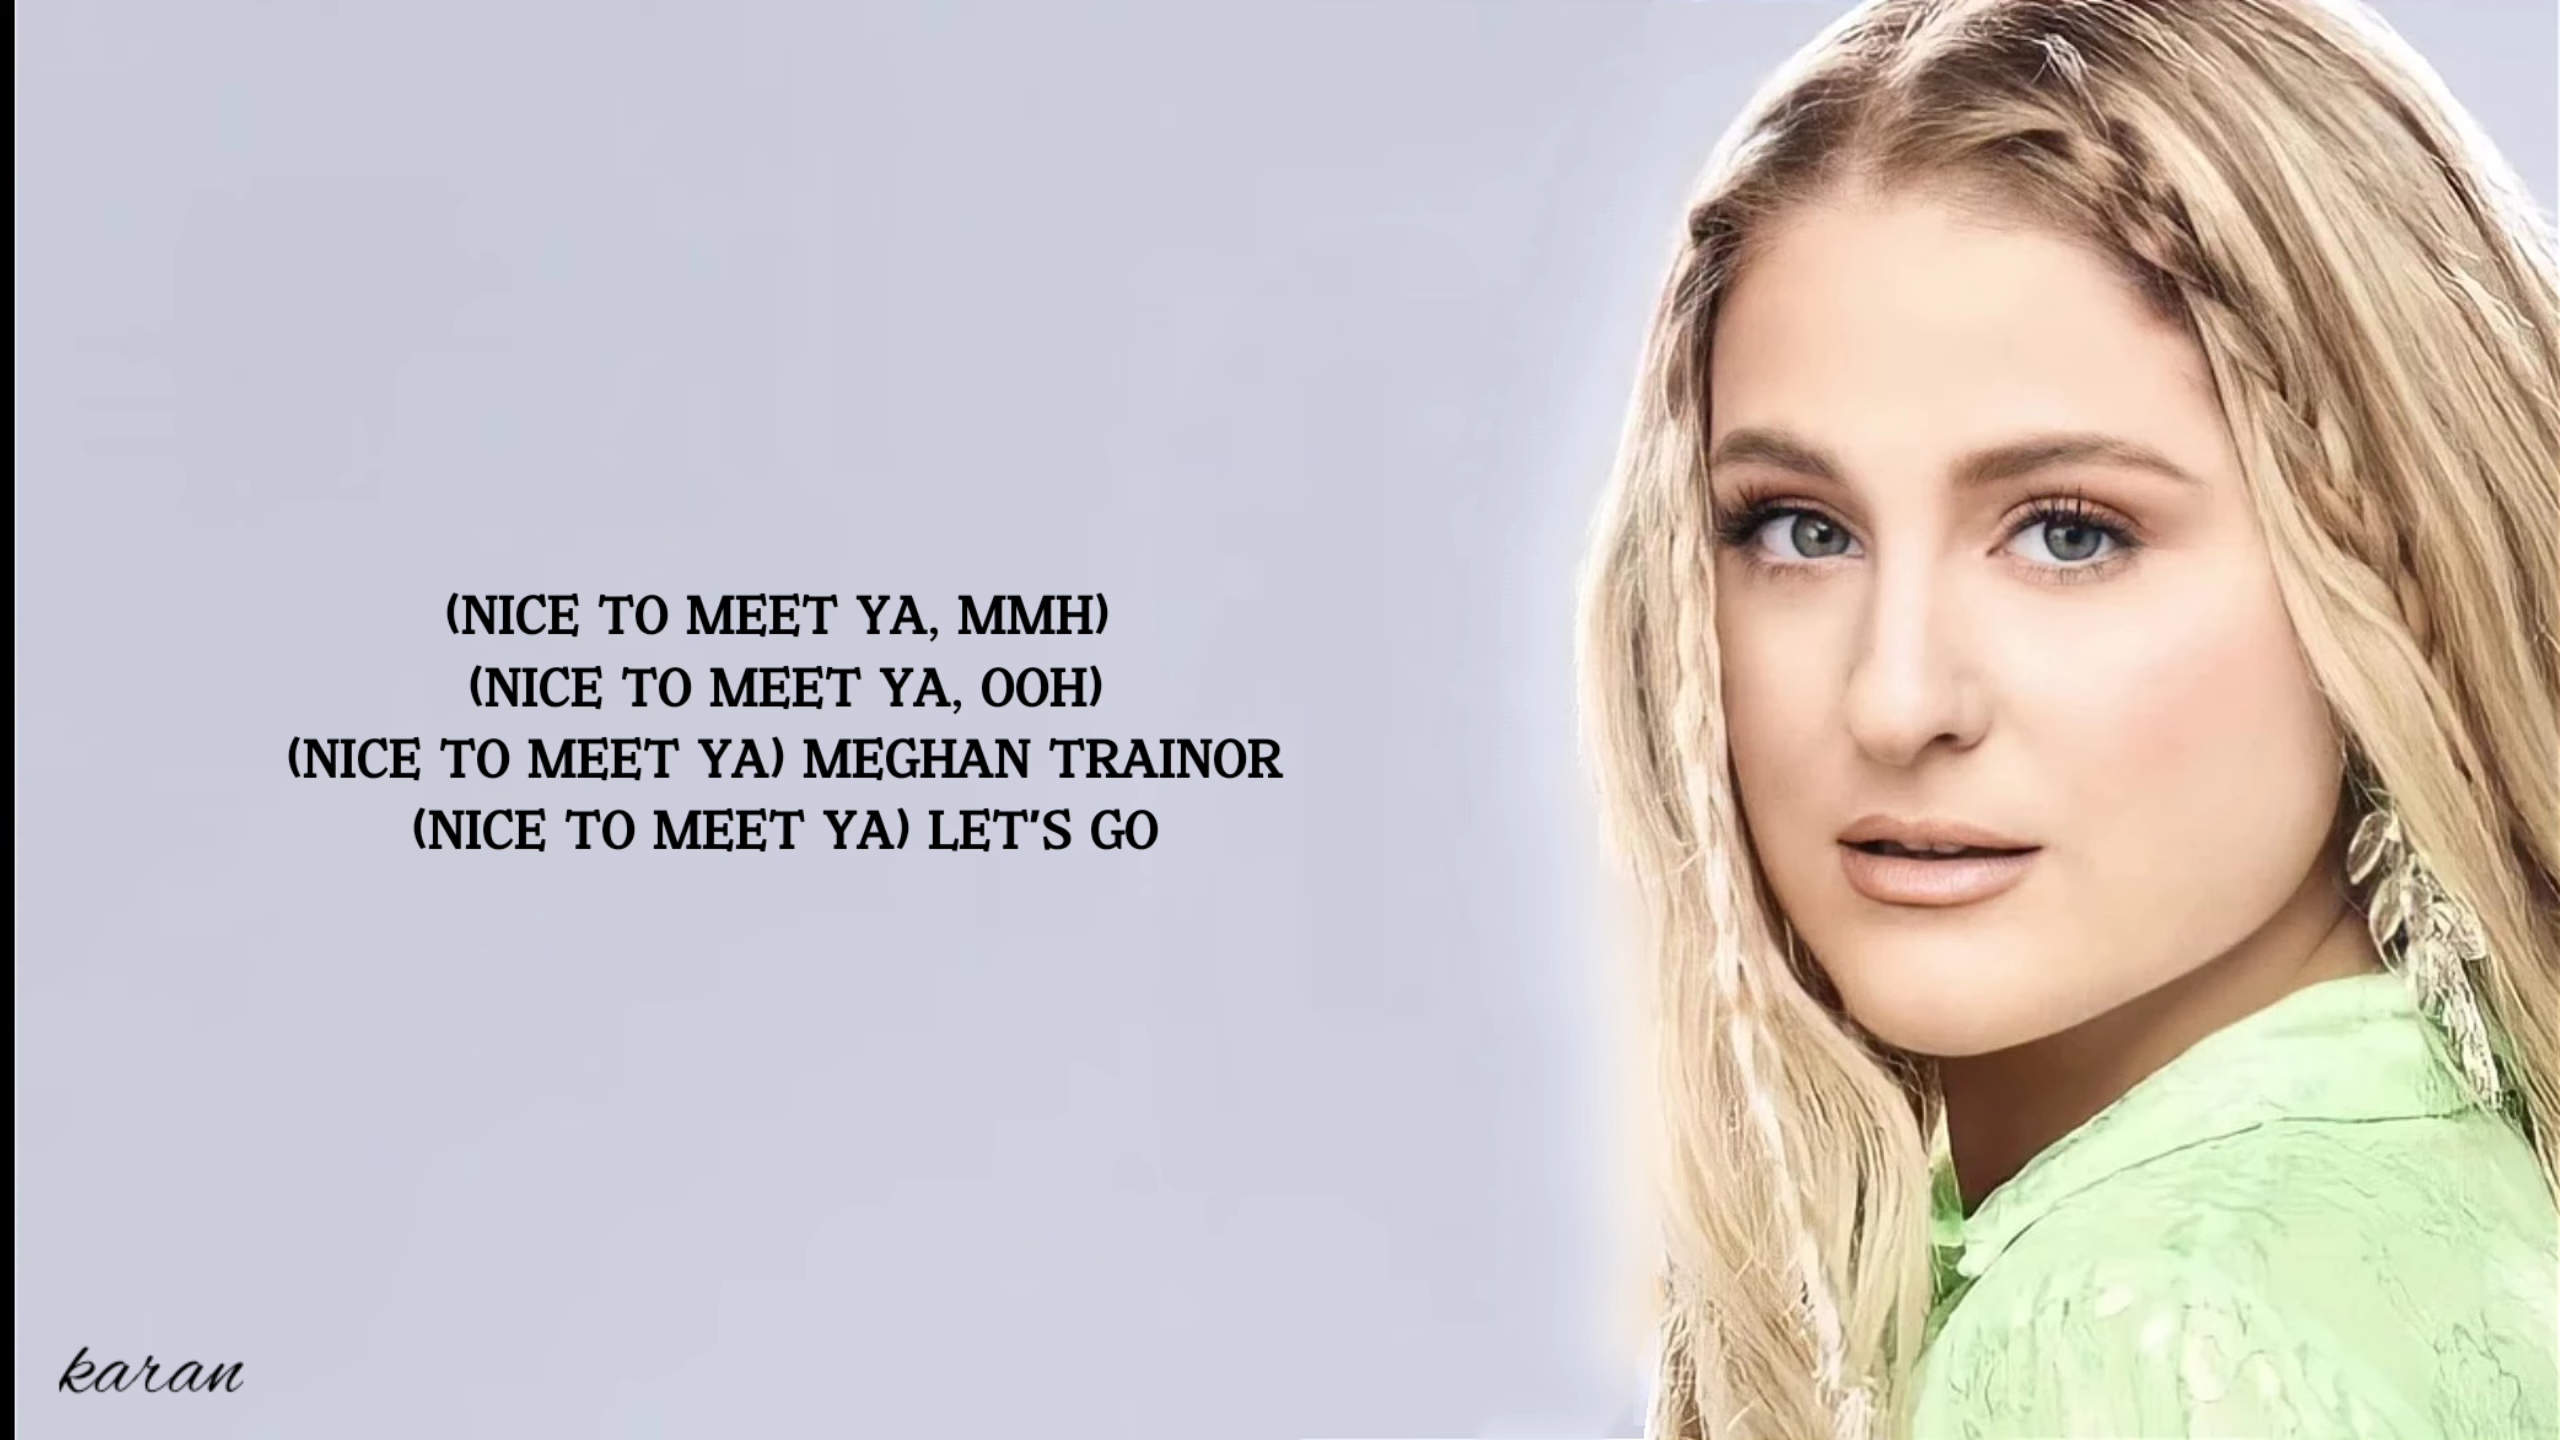 (NICE TO MEET YA, MMH)
(NICE TO MEET YA, OOH)
(NICE TO MEET YA) MEGHAN TRAINOR
(NICE TO MEET YA) LET'S GO
karan